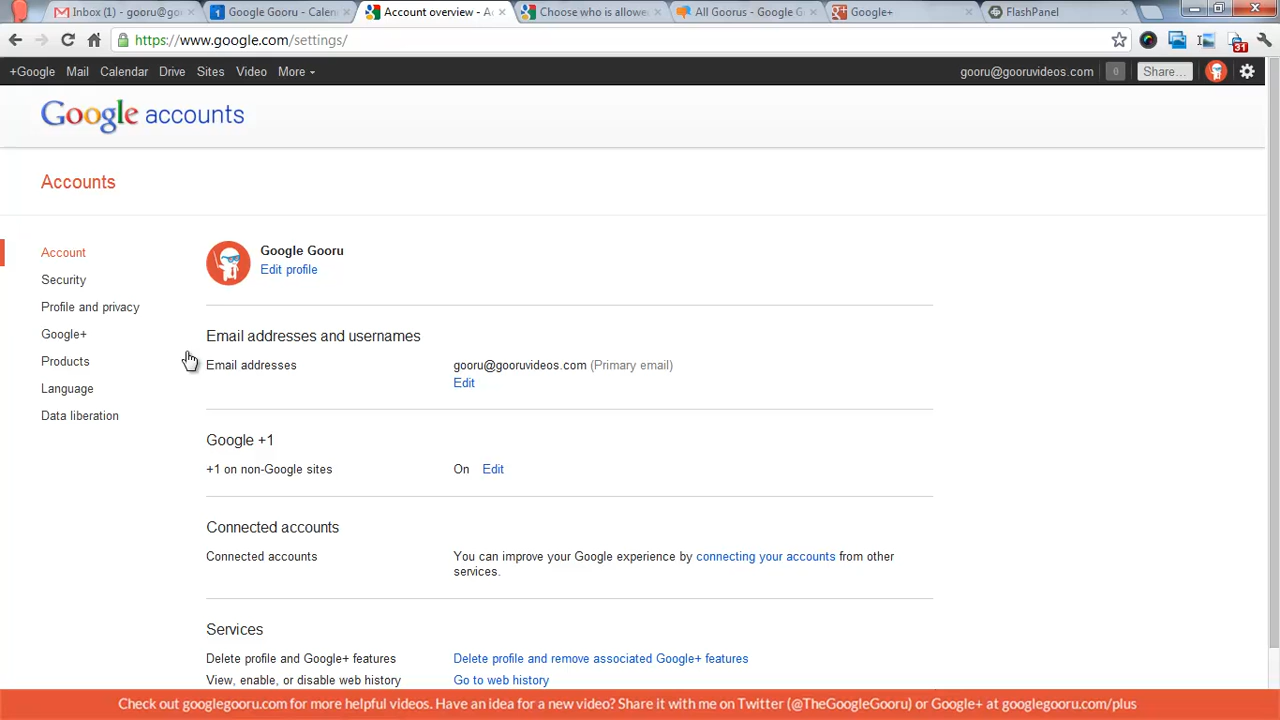 Inbox (1) - gooru@goo
Google Gooru - Calen
Account overview - Ac
Choose who is allowe
All Goorus - Google G
Google+
FlashPanel
https://www.google.com/settings/
31
+Google Mail Calendar Drive Sites Video More
gooru@gooruvideos.com 0 Share...
Google accounts
Accounts
Account
Security
Profile and privacy
Google+
Products
Language
Data liberation
Google Gooru
Edit profile
Email addresses and usernames
Email addresses gooru@gooruvideos.com (Primary email)
Edit
Google +1
+1 on non-Google sites On Edit
Connected accounts
Connected accounts You can improve your Google experience by connecting your accounts from other
services.
Services
Delete profile and Google+ features Delete profile and remove associated Google+ features
View, enable, or disable web history Go to web history
Check out googlegooru.com for more helpful videos. Have an idea for a new video? Share it with me on Twitter (@TheGoogleGooru) or Google+ at googlegooru.com/plus